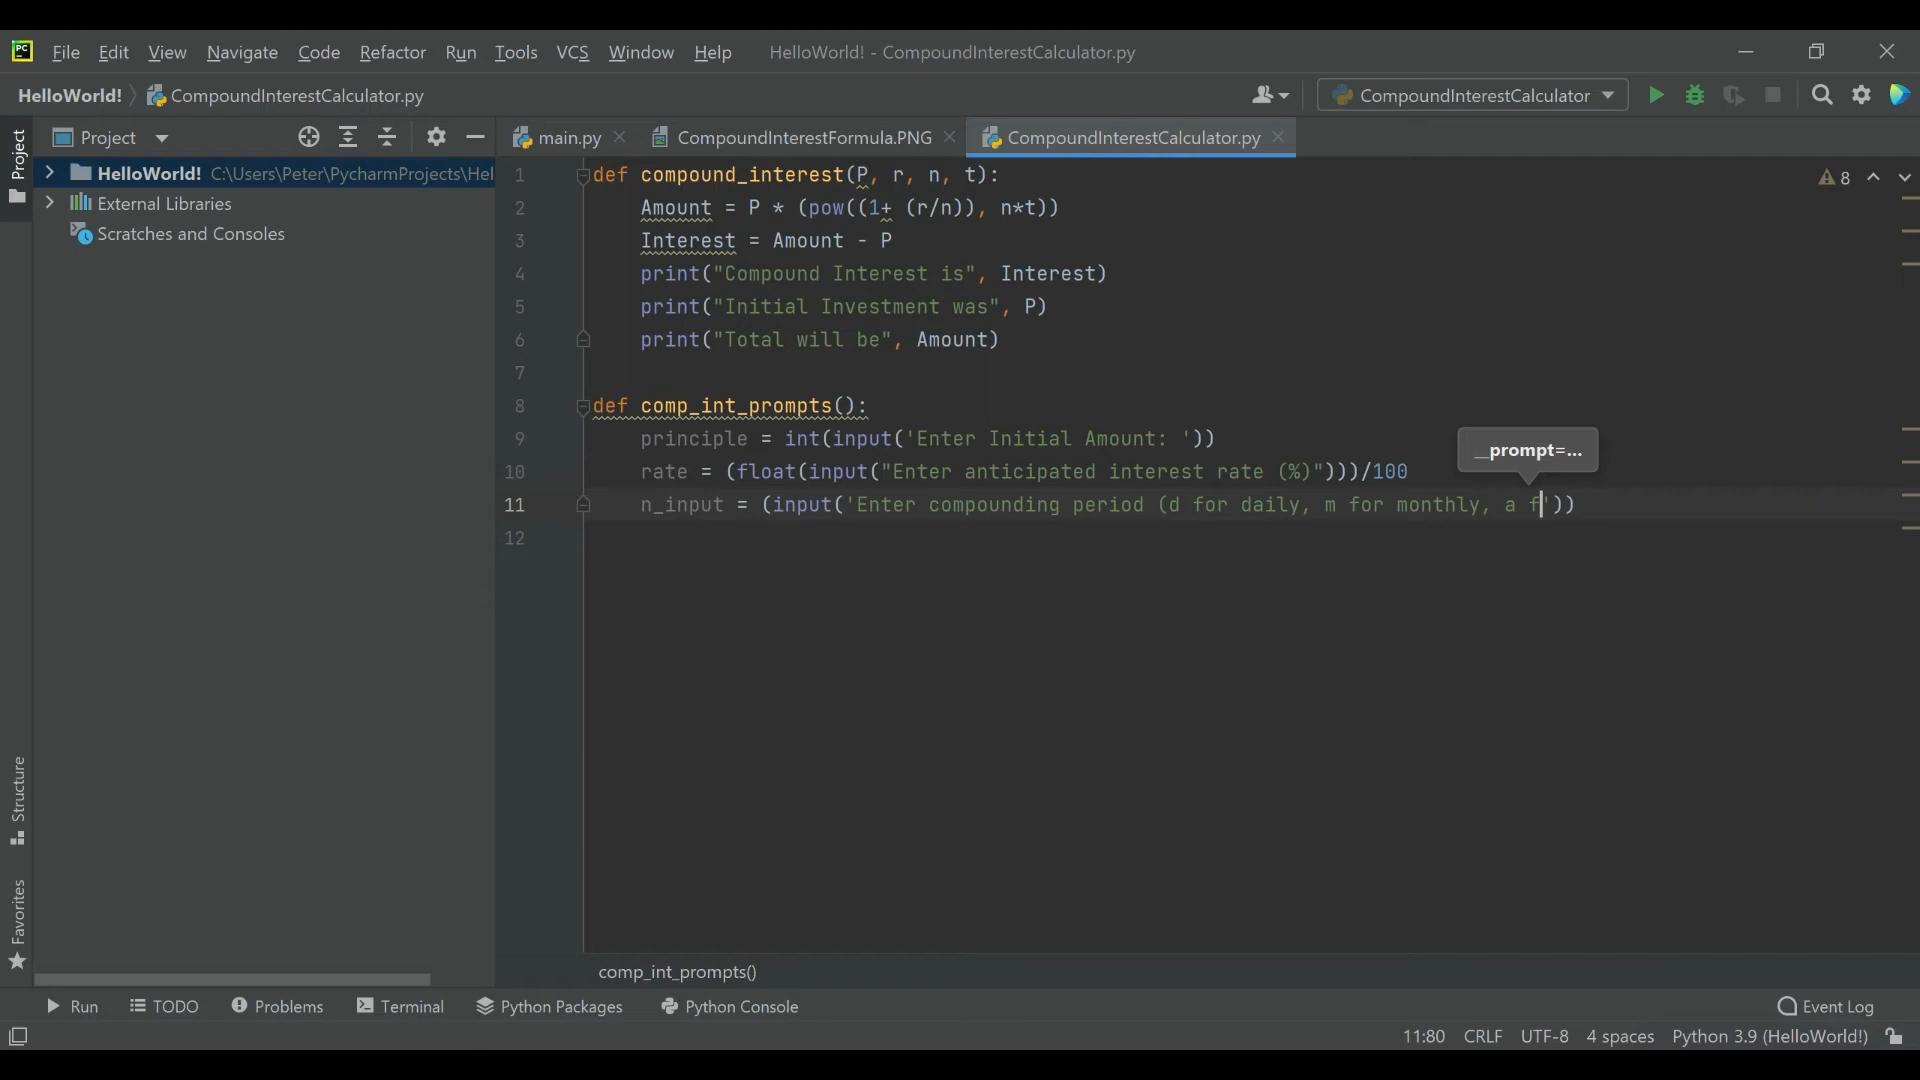 PC File Edit View Navigate Code Refactor Run Tools VCS Window Help HelloWorld! - CompoundInterestCalculator.py
HelloWorld! CompoundInterestCalculator.py CompoundInterestCalculator
Project Project main.py CompoundInterestFormula.PNG CompoundInterestCalculator.py
HelloWorld! C:\Users\Peter\PycharmProjects\Hel
External Libraries
Scratches and Consoles
8
1 def compound_interest(P, r, n, t):
2 Amount = P * (pow((1+ (r/n)), n*t))
3 Interest = Amount - P
4 print("Compound Interest is", Interest)
5 print("Initial Investment was", P)
6 print("Total will be", Amount)
7
8 def comp_int_prompts():
9 principle = int(input('Enter Initial Amount: '))
__prompt=...
10 rate = (float(input("Enter anticipated interest rate (%)")))/100
11 n_input = (input('Enter compounding period (d for daily, m for monthly, a f'))
12
Structure
Favorites
comp_int_prompts()
Run TODO Problems Terminal Python Packages Python Console Event Log
11:80 CRLF UTF-8 4 spaces Python 3.9 (HelloWorld!)